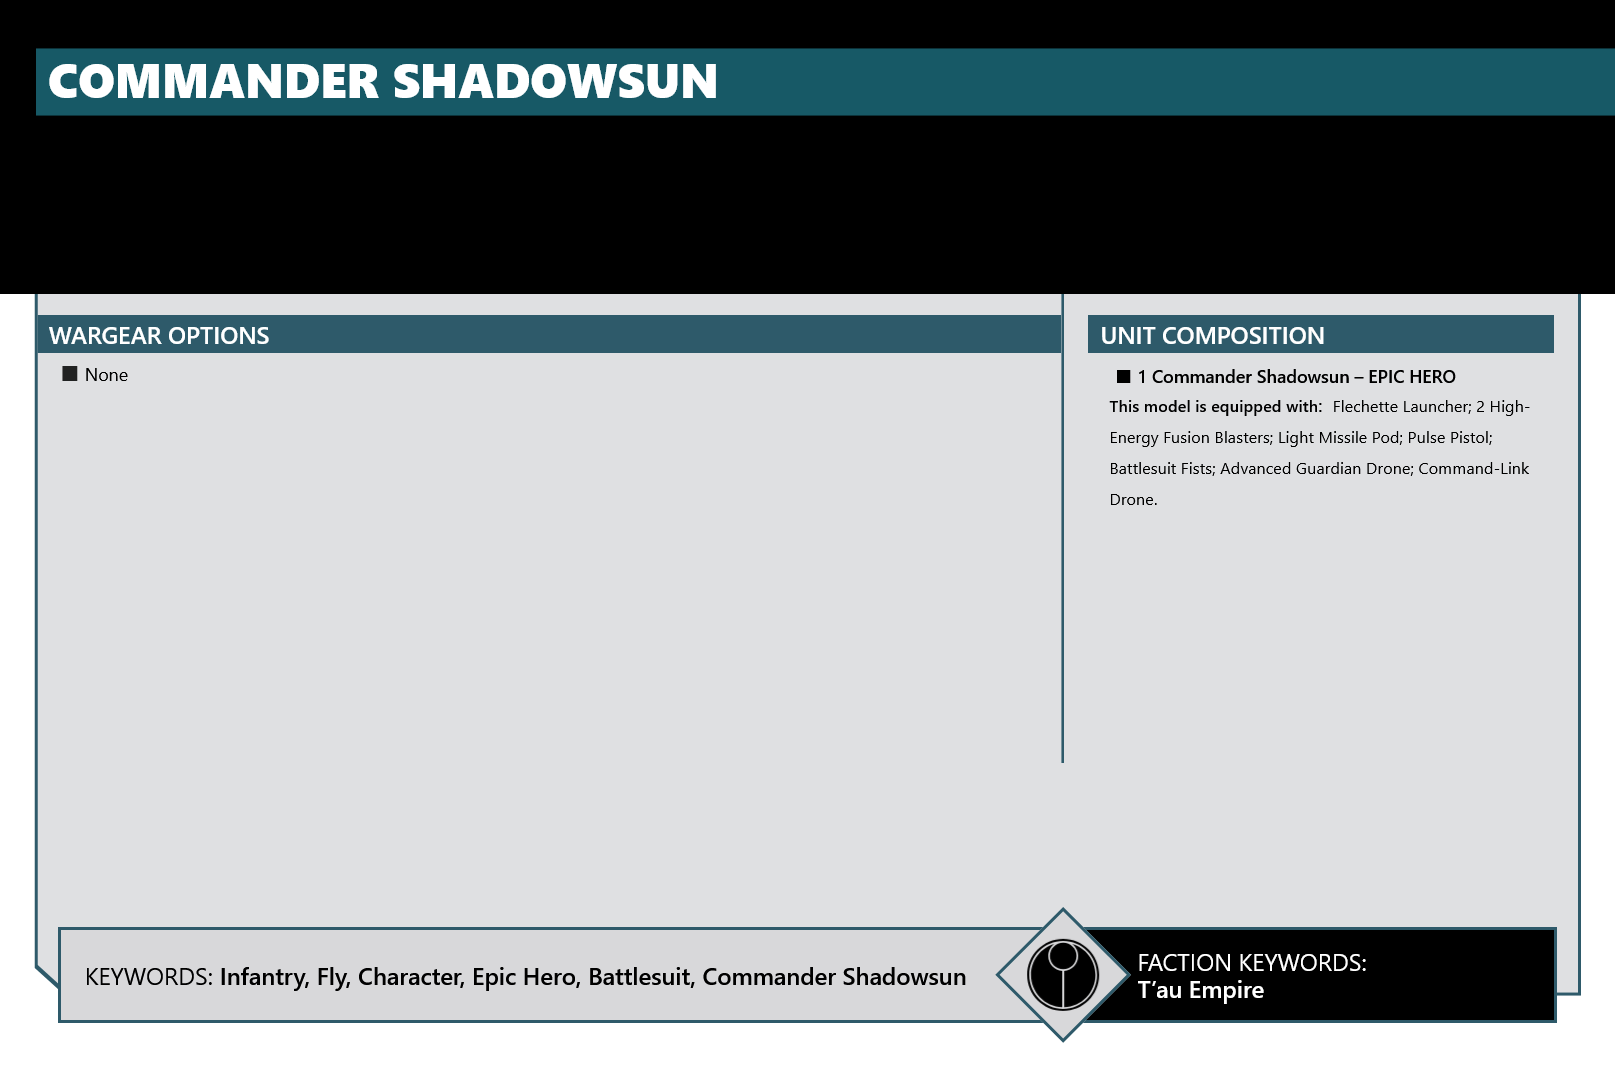 COMMANDER SHADOWSUN
WARGEAR OPTIONS
■ None
UNIT COMPOSITION
■ 1 Commander Shadowsun – EPIC HERO
This model is equipped with: Flechette Launcher; 2 High-
Energy Fusion Blasters; Light Missile Pod; Pulse Pistol;
Battlesuit Fists; Advanced Guardian Drone; Command-Link
Drone.
KEYWORDS: Infantry, Fly, Character, Epic Hero, Battlesuit, Commander Shadowsun
FACTION KEYWORDS:
T’au Empire